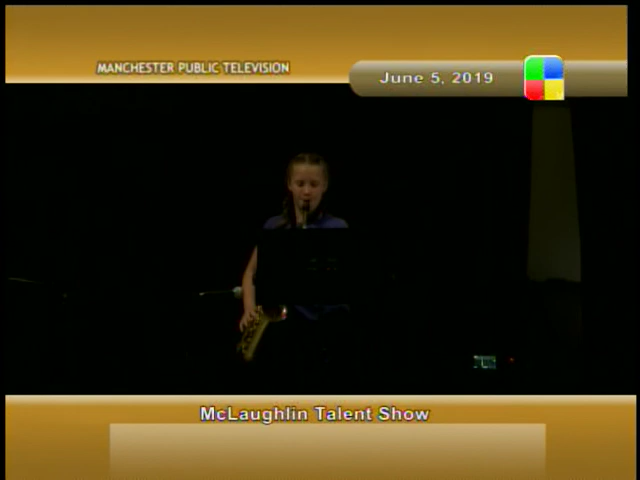 MANCHESTER PUBLIC TELEVISION
June 5, 2019
McLaughlin Talent Show